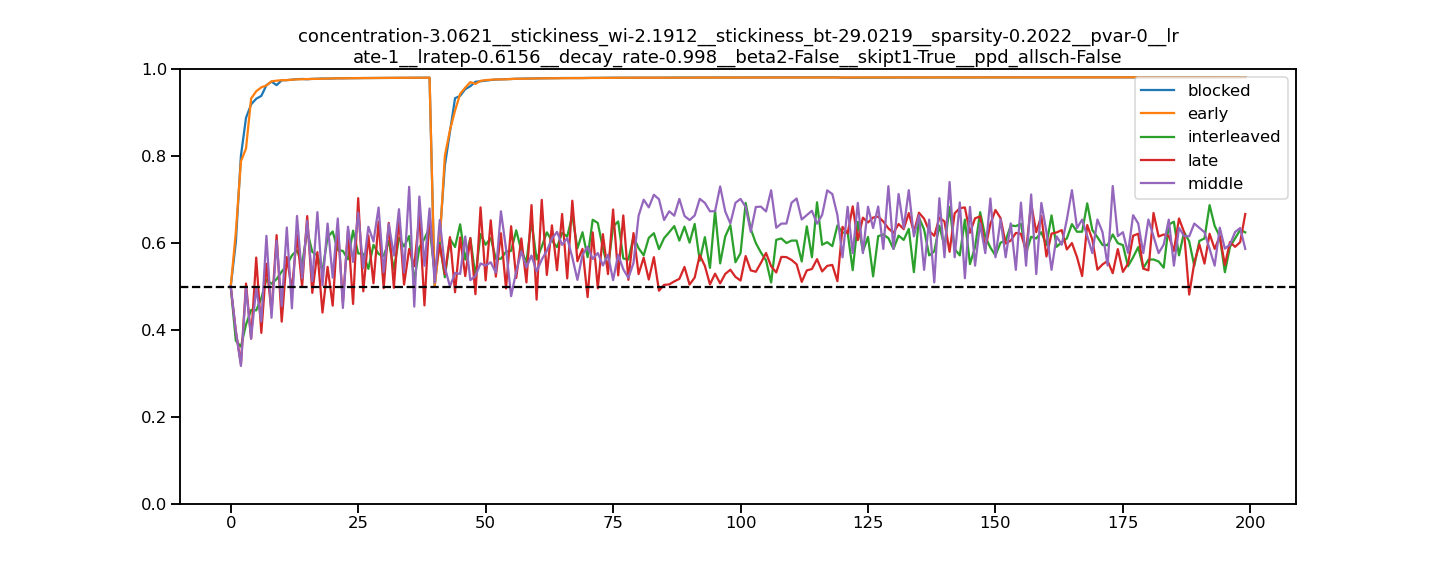 concentration-3.0621__stickiness_wi-2.1912__stickiness_bt-29.0219__sparsity-0.2022__pvar-0__lr
ate-1__lratep-0.6156__decay_rate-0.998__beta2-False__skipt1-True__ppd_allsch-False
1.0
0.8
0.6
0.4
0.2
0.0
blocked
early
interleaved
late
middle
0 25 50 75 100 125 150 175 200